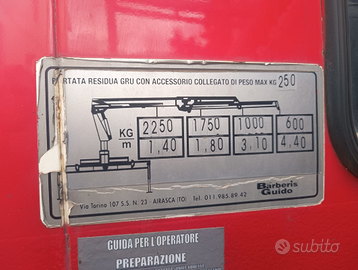 PORTATA RESIDUA GRU CON ACCESSORIO COLLEGATO DI PESO MAX KG 250
KG 2250 1750 1000 600
m 1,40 1,80 3,10 4,40
Barberis
Guido
Via Torino 107 S.S. N. 23 - AIRASCA (TO) Tel. 011.985.89.42
GUIDA PER L'OPERATORE
PREPARAZIONE
subito